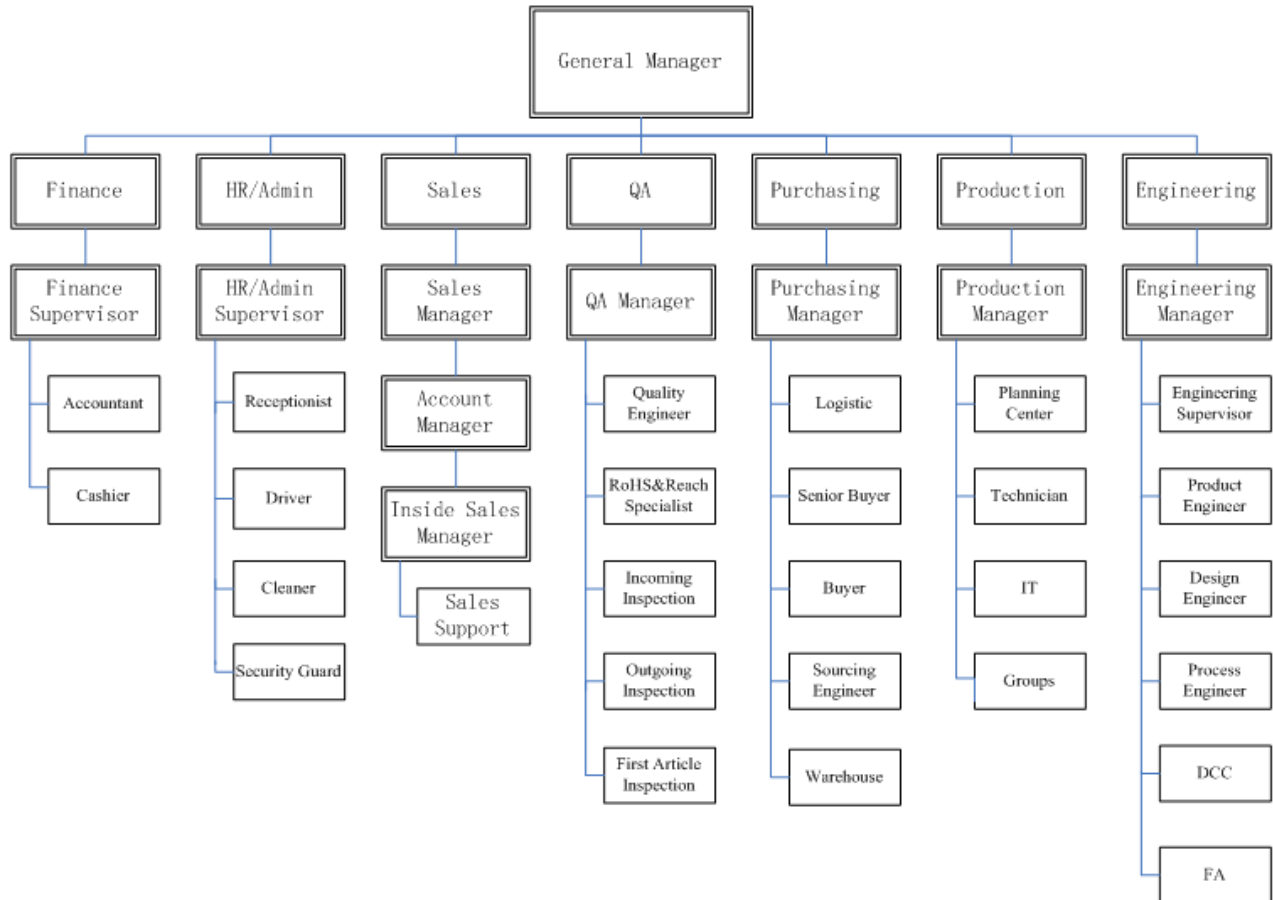 General Manager
Finance
HR/Admin
Sales
QA
Purchasing
Production
Engineering
Finance
Supervisor
HR/Admin
Supervisor
Sales
Manager
QA Manager
Purchasing
Manager
Production
Manager
Engineering
Manager
Accountant
Cashier
Receptionist
Driver
Cleaner
Security Guard
Account
Manager
Inside Sales
Manager
Sales
Support
Quality
Engineer
RoHS&Reach
Specialist
Incoming
Inspection
Outgoing
Inspection
First Article
Inspection
Logistic
Senior Buyer
Buyer
Sourcing
Engineer
Warehouse
Planning
Center
Technician
IT
Groups
Engineering
Supervisor
Product
Engineer
Design
Engineer
Process
Engineer
DCC
FA